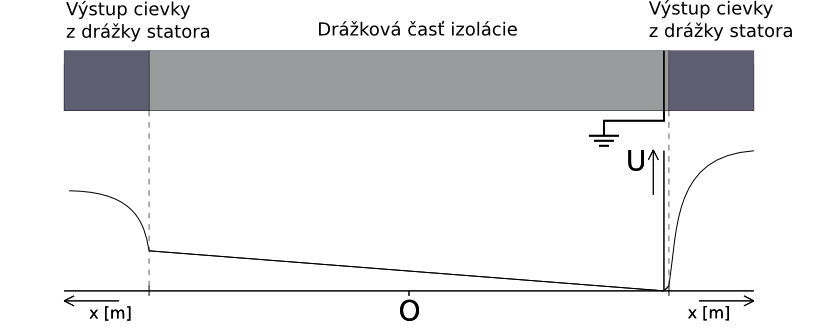 Výstup cievky
z drážky statora
Drážková časť izolácie
Výstup cievky
z drážky statora
U
x [m]
O
x [m]